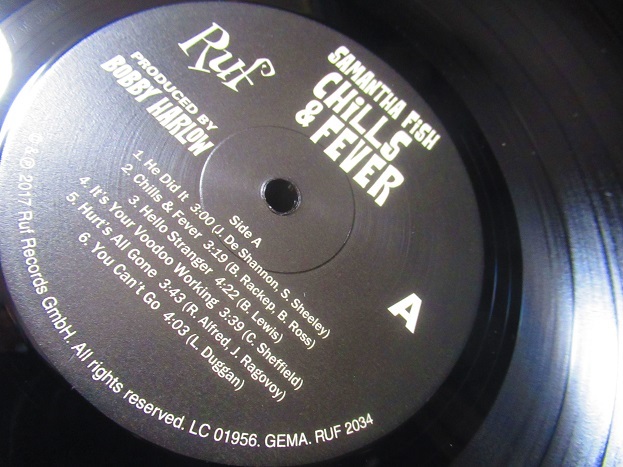 Ruf
SAMANTHA FISH
CHiLLS
& FEVER
PRODUCED BY
BOBBY HARLOW
Side A
1. He Did It 3:00 (J. De Shannon, S. Sheeley)
2. Chills & Fever 3:19 (B. Rackep, B. Ross)
3. Hello Stranger 4:22 (B. Lewis)
4. It's Your Voodoo Working 3:39 (C. Sheffield)
5. Hurt's All Gone 3:43 (R. Alfred, J. Ragovoy)
6. You Can't Go 4:03 (L. Duggan)
A
℗ & © 2017 Ruf Records GmbH. All rights reserved. LC 01956. GEMA. RUF 2034